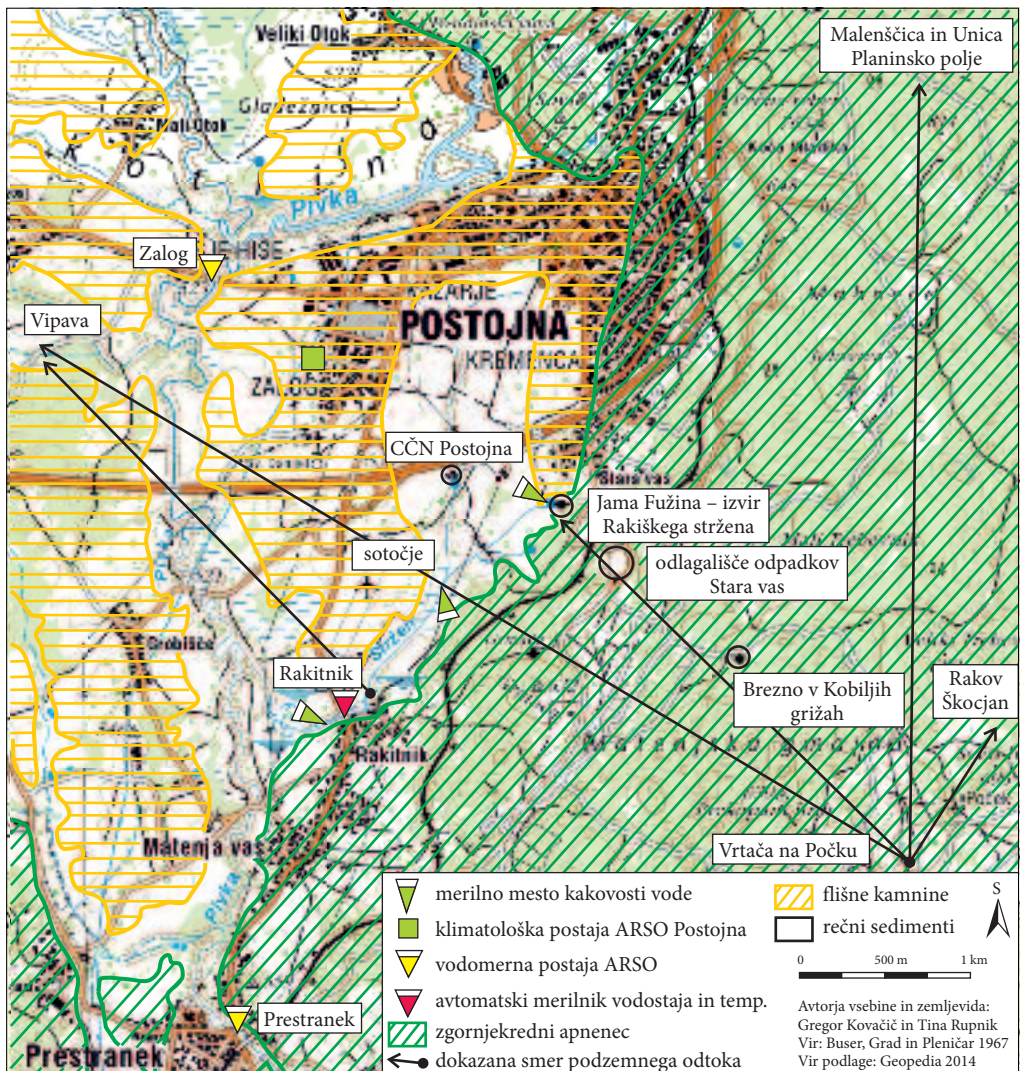 Veliki Otok
Malenščica in Unica
Planinsko polje
Mali Otok
Pivka
Zalog
Vipava
POSTOJNA
KREMENCA
CČN Postojna
Stara vas
Jama Fužina – izvir
Rakiškega stržena
sotočje
odlagališče odpadkov
Stara vas
Rakitnik
Brezno v Kobiljih
grižah
Rakov
Škocjan
Rakitnik
Matenja vas
Vrtača na Počku
Pivka
Prestranek
Prestranek
merilno mesto kakovosti vode
klimatološka postaja ARSO Postojna
vodomerna postaja ARSO
avtomatski merilnik vodostaja in temp.
zgornjekredni apnenec
dokazana smer podzemnega odtoka
flišne kamnine
rečni sedimenti
S
0 500 m 1 km
Avtorja vsebine in zemljevida:
Gregor Kovačič in Tina Rupnik
Vir: Buser, Grad in Pleničar 1967
Vir podlage: Geopedia 2014